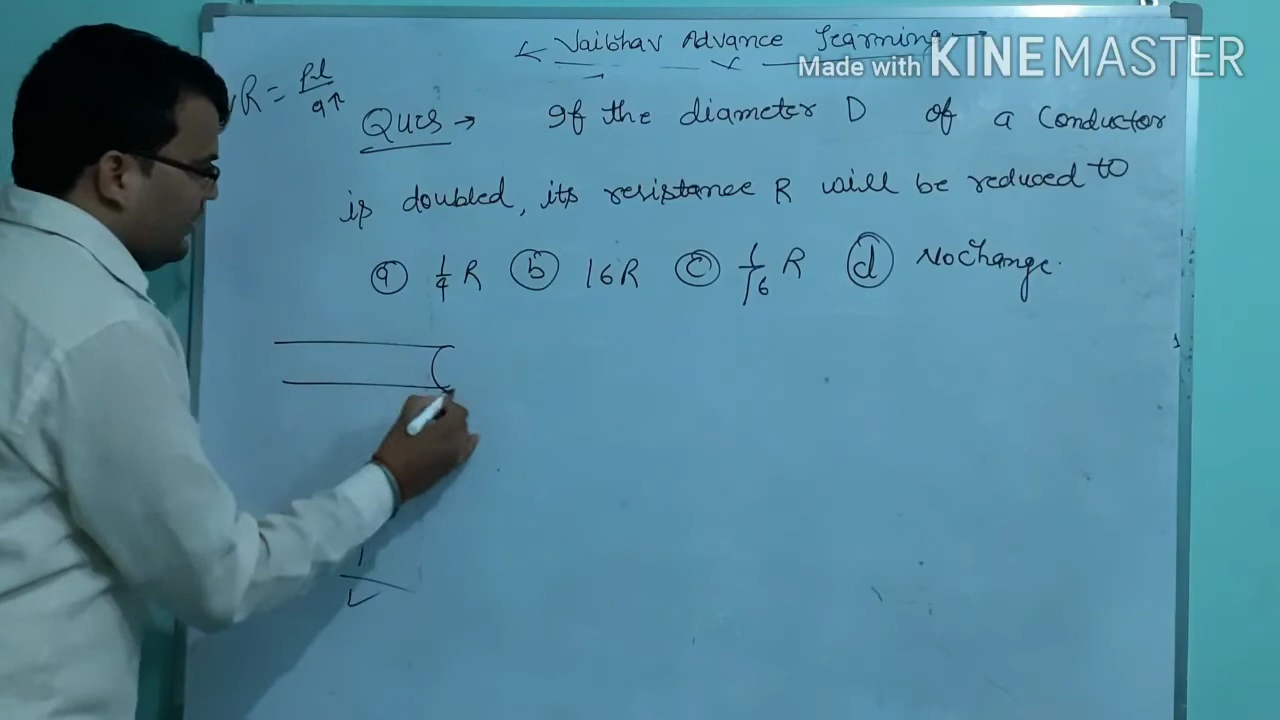 ← Vaibhav Advance Learning →
Made with KINEMASTER
R = ρl
a↑
Ques → If the diameter D of a Conductor
is doubled, its resistance R will be reduced to
(a) 1/4 R (b) 16R (c) 1/16 R (d) No change.